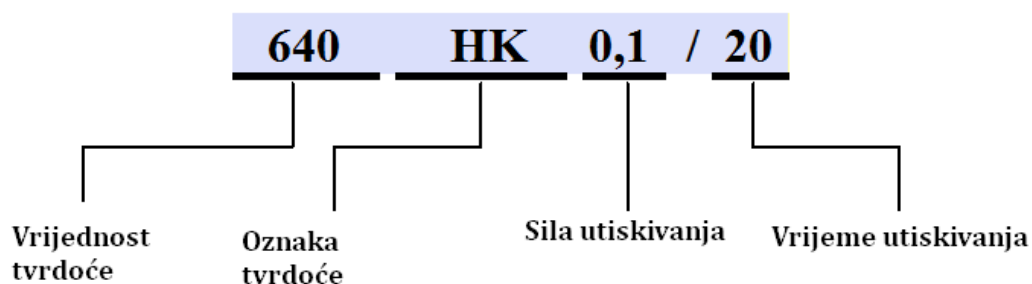 640 HK 0,1 / 20
Vrijednost
tvrdoće
Oznaka
tvrdoće
Sila utiskivanja
Vrijeme utiskivanja